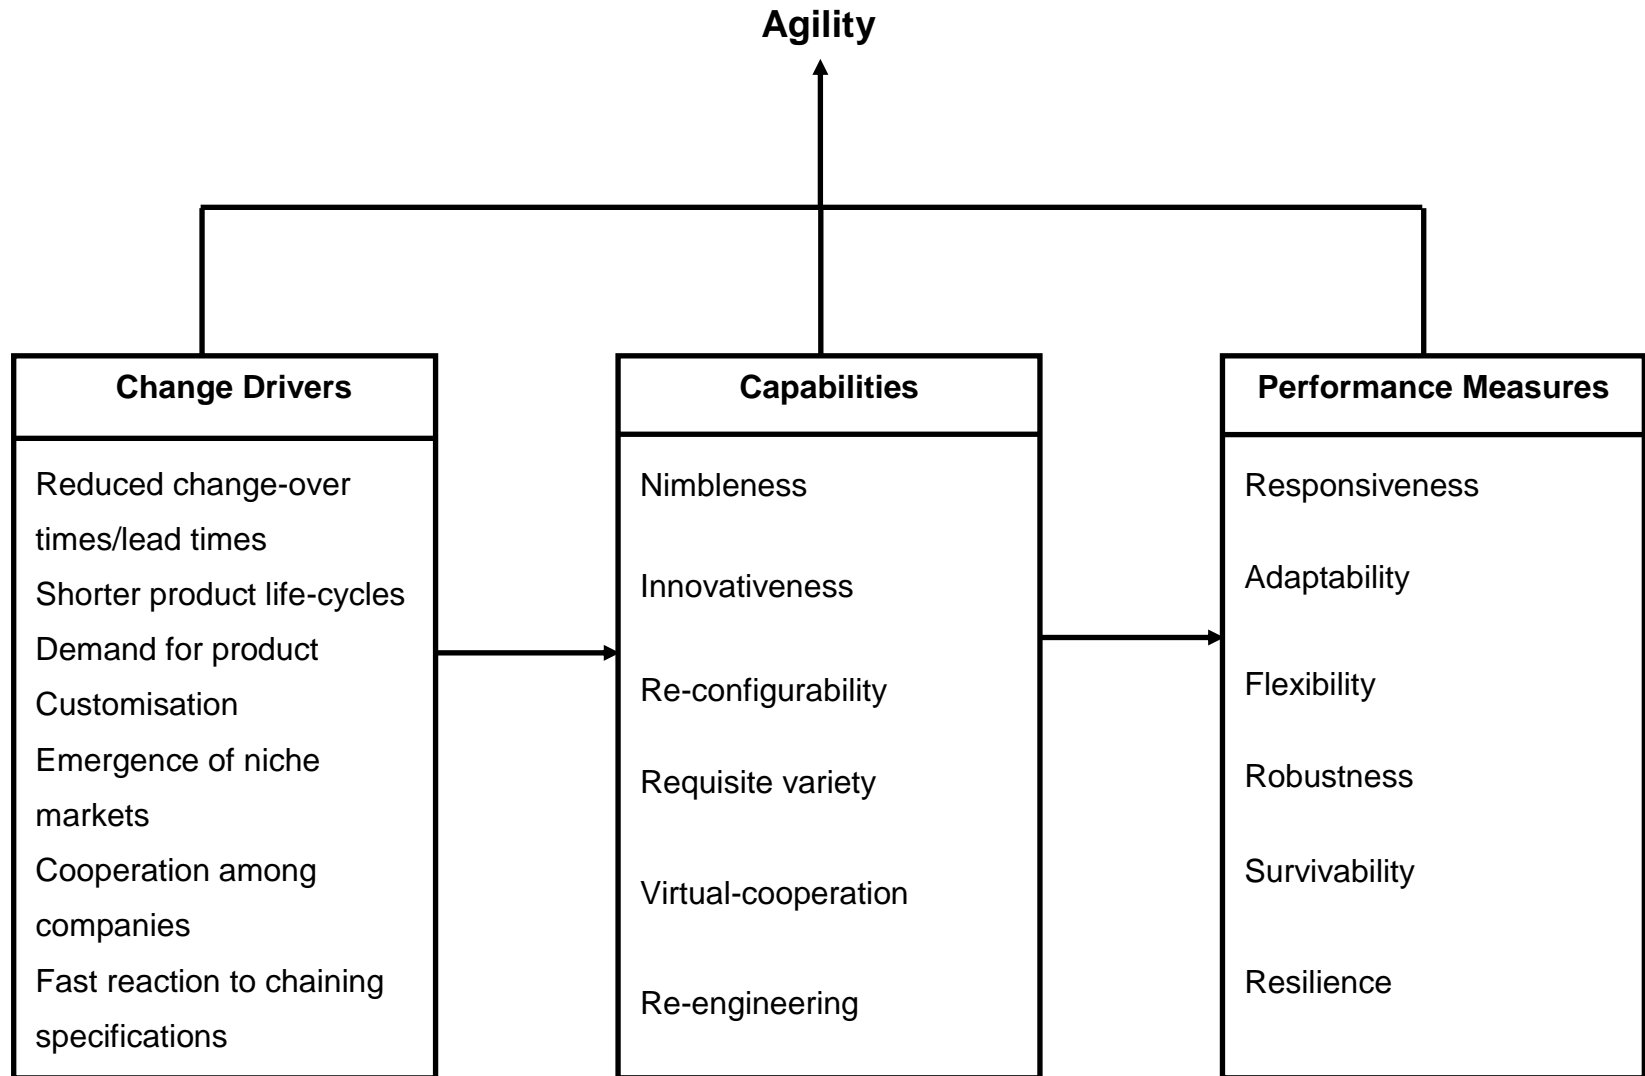 Agility
Change Drivers
Reduced change-over
times/lead times
Shorter product life-cycles
Demand for product
Customisation
Emergence of niche
markets
Cooperation among
companies
Fast reaction to chaining
specifications
Capabilities
Nimbleness
Innovativeness
Re-configurability
Requisite variety
Virtual-cooperation
Re-engineering
Performance Measures
Responsiveness
Adaptability
Flexibility
Robustness
Survivability
Resilience